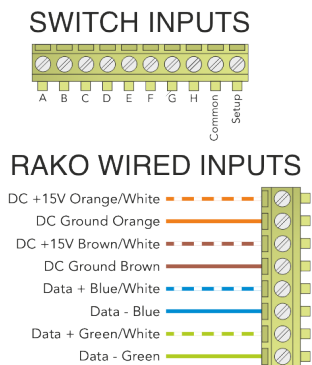 SWITCH INPUTS
A B C D E F G H Common Setup
RAKO WIRED INPUTS
DC +15V Orange/White
DC Ground Orange
DC +15V Brown/White
DC Ground Brown
Data + Blue/White
Data - Blue
Data + Green/White
Data - Green